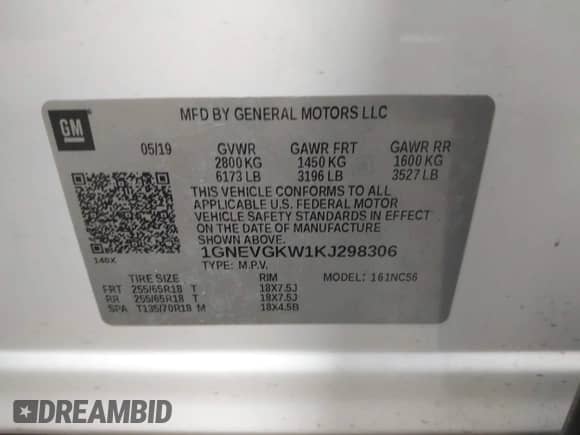 GM
MFD BY GENERAL MOTORS LLC
05/19 GVWR GAWR FRT GAWR RR
2800 KG 1450 KG 1600 KG
6173 LB 3196 LB 3527 LB
THIS VEHICLE CONFORMS TO ALL
APPLICABLE U.S. FEDERAL MOTOR
VEHICLE SAFETY STANDARDS IN EFFECT
ON THE DATE OF MANUFACTURE
SHOWN ABOVE.
1GNEVGKW1KJ298306
140X TYPE: M.P.V.
TIRE SIZE RIM MODEL: 161NC56
FRT 255/65R18 T 18X7.5J
RR 255/65R18 T 18X7.5J
SPA T135/70R18 M 18X4.5B
DREAMBID